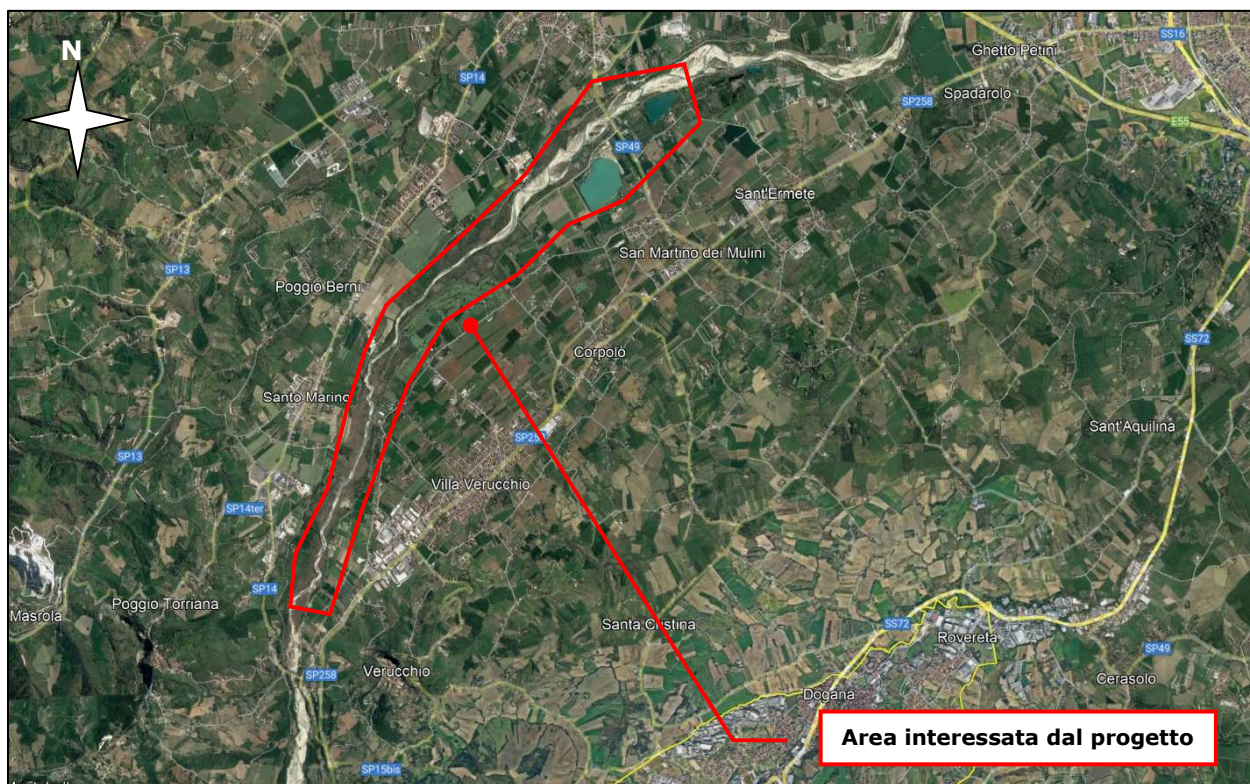 N
SP14
Ghetto Petini
SS16
Spadarolo
SP258
E55
SP49
Sant'Ermete
San Martino dei Mulini
SP13
Poggio Berni
SS72
Corpolò
Santo Marino
Sant'Aquilina
SP13
Villa Verucchio
SP14ter
SP14
Masrola
Poggio Torriana
Santa Cristina
SS72
Rovereta
SP49
Verucchio
SP258
Cerasolo
Dogana
Area interessata dal progetto
SP15bis